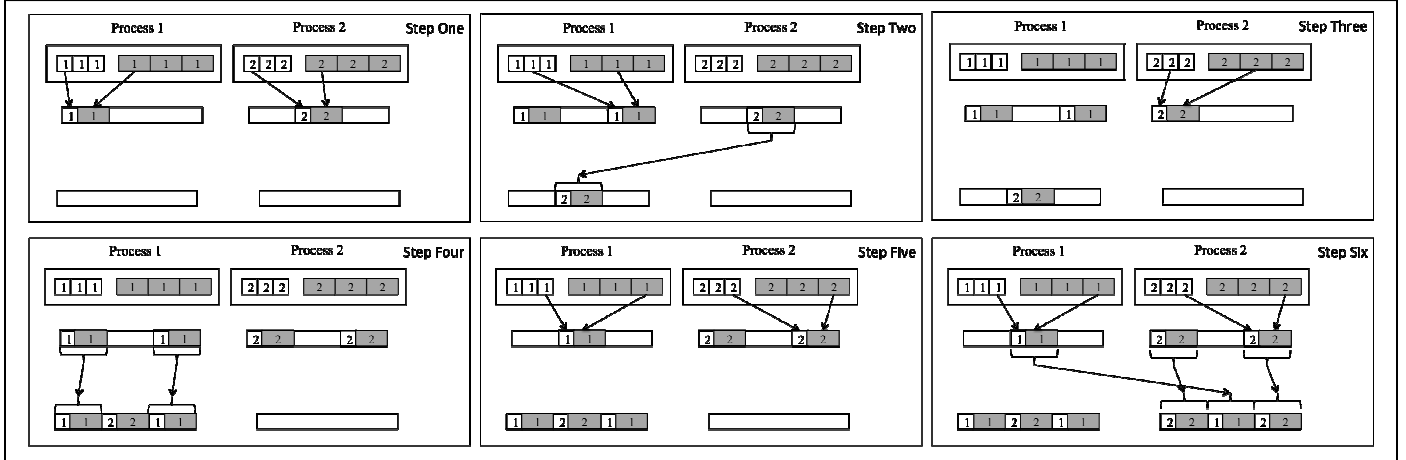 Process 1 Process 2 Step One
1 1 1 1 1 1 2 2 2 2 2 2
1 1 2 2
Process 1 Process 2 Step Two
1 1 1 1 1 1 2 2 2 2 2 2
1 1 1 1 2 2
2 2
Process 1 Process 2 Step Three
1 1 1 1 1 1 2 2 2 2 2 2
1 1 1 1 2 2
2 2
Process 1 Process 2 Step Four
1 1 1 1 1 1 2 2 2 2 2 2
1 1 1 1 2 2 2 2
1 1 2 2 1 1
Process 1 Process 2 Step Five
1 1 1 1 1 1 2 2 2 2 2 2
1 1 2 2 2 2
1 1 2 2 1 1
Process 1 Process 2 Step Six
1 1 1 1 1 1 2 2 2 2 2 2
1 1 2 2 2 2
1 1 2 2 1 1 2 2 1 1 2 2